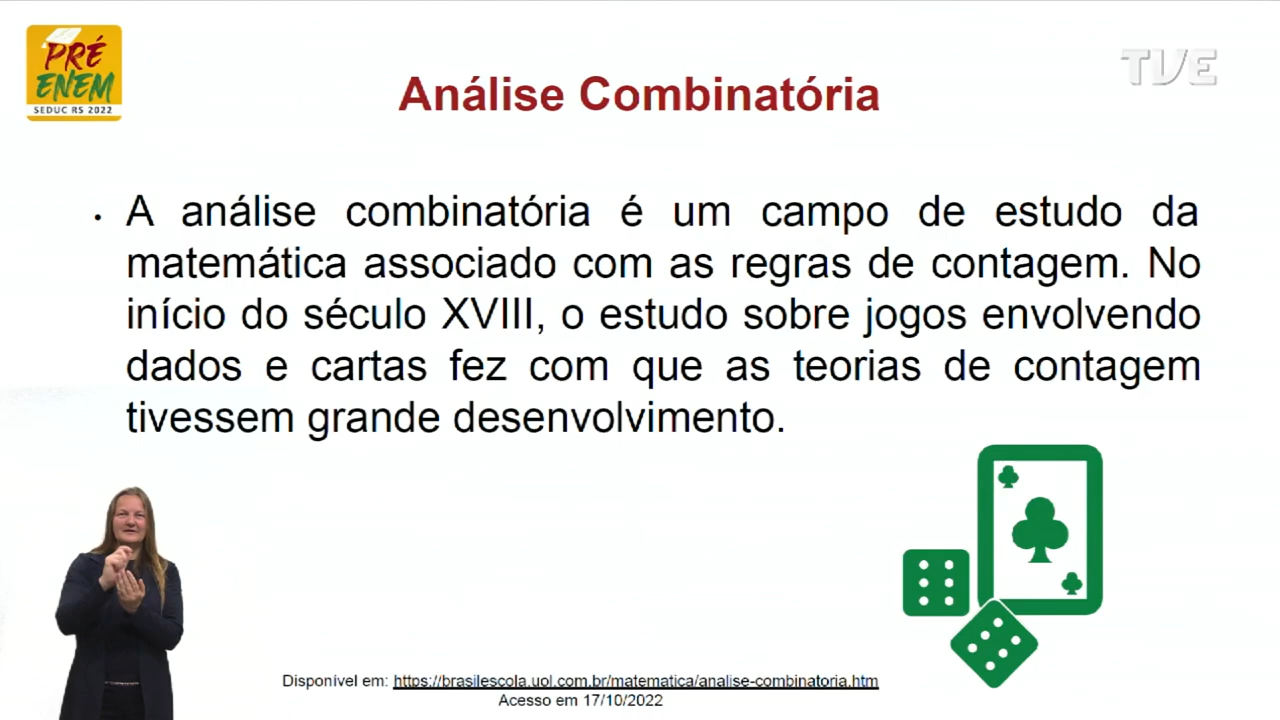 PRÉ
ENEM
SEDUC RS 2022
TVE
Análise Combinatória
• A análise combinatória é um campo de estudo da
matemática associado com as regras de contagem. No
início do século XVIII, o estudo sobre jogos envolvendo
dados e cartas fez com que as teorias de contagem
tivessem grande desenvolvimento.
Disponível em: https://brasilescola.uol.com.br/matematica/analise-combinatoria.htm
Acesso em 17/10/2022